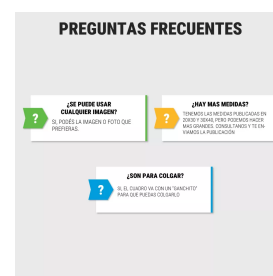 PREGUNTAS FRECUENTES
¿SE PUEDE USAR
CUALQUIER IMAGEN?
SI, PODÉS LA IMAGEN O FOTO QUE
PREFIERAS.
?
¿HAY MAS MEDIDAS?
TENEMOS LAS MEDIDAS PUBLICADAS EN
20X30 Y 30X40, PERO PODEMOS HACER
MAS GRANDES. CONSULTANOS Y TE EN-
VIAMOS LA PUBLICACIÓN
?
¿SON PARA COLGAR?
SI, EL CUADRO VA CON UN "GANCHITO"
PARA QUE PUEDAS COLGARLO
?